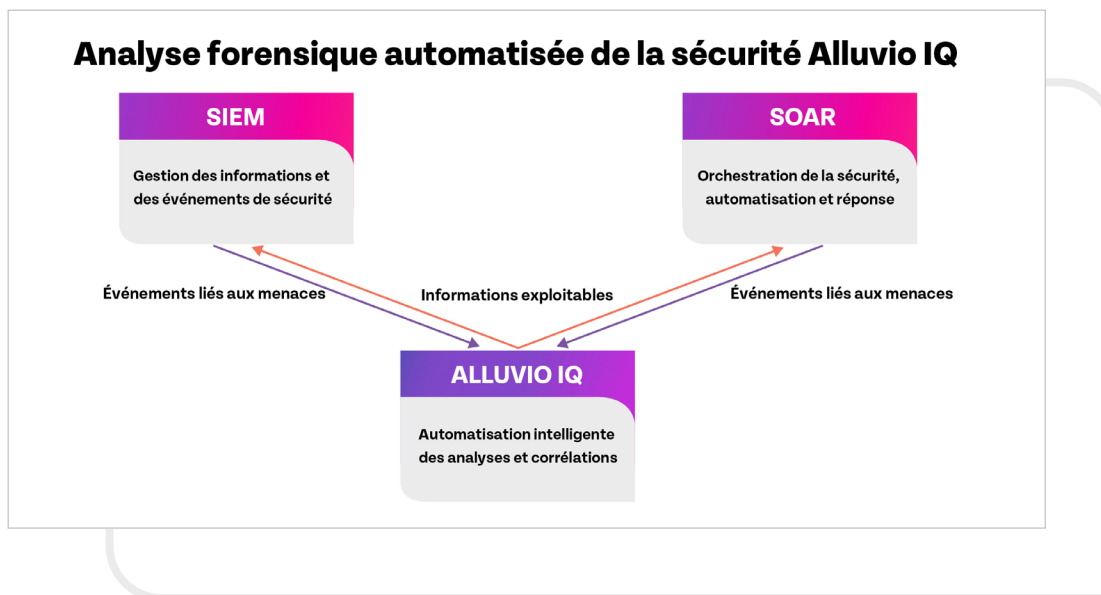 Analyse forensique automatisée de la sécurité Alluvio IQ
SIEM
Gestion des informations et
des événements de sécurité
SOAR
Orchestration de la sécurité,
automatisation et réponse
Événements liés aux menaces
Informations exploitables
Événements liés aux menaces
ALLUVIO IQ
Automatisation intelligente
des analyses et corrélations